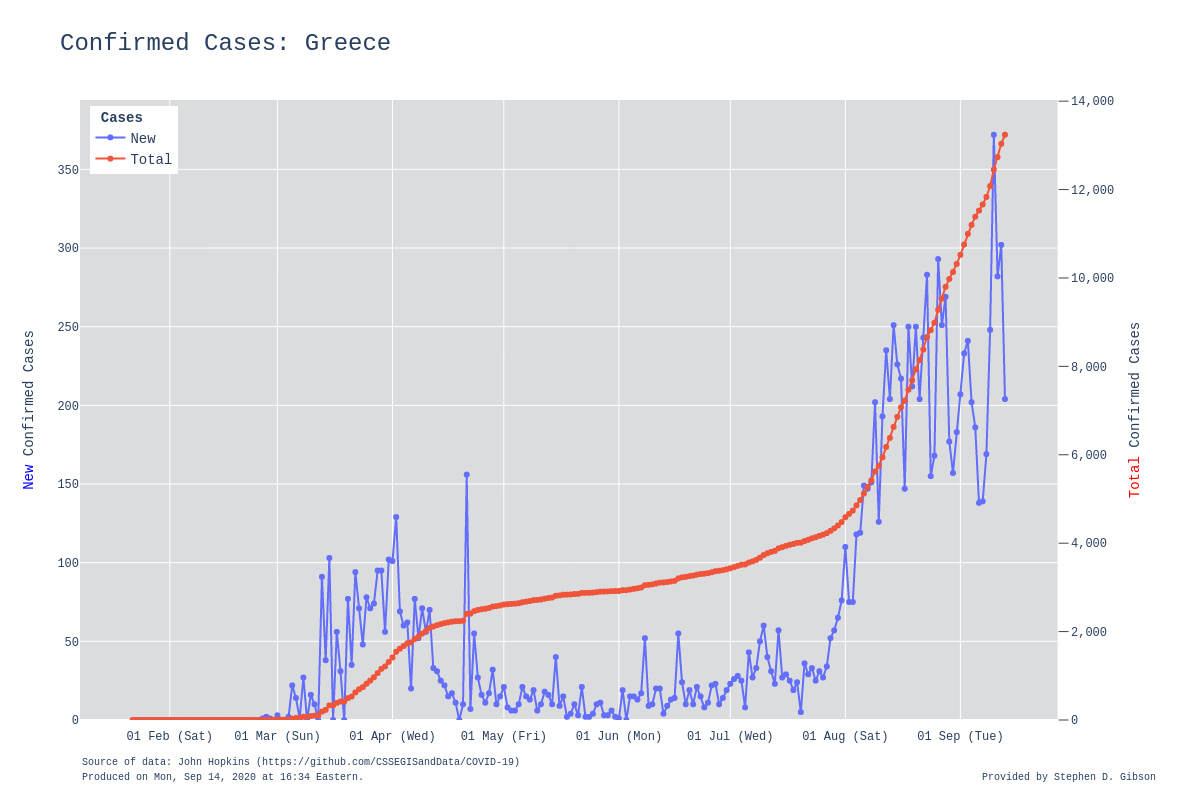 Confirmed Cases: Greece
Cases
New
Total
14,000
12,000
10,000
8,000
6,000
4,000
2,000
0
350
300
250
200
150
100
50
0
New Confirmed Cases
Total Confirmed Cases
01 Feb (Sat) 01 Mar (Sun) 01 Apr (Wed) 01 May (Fri) 01 Jun (Mon) 01 Jul (Wed) 01 Aug (Sat) 01 Sep (Tue)
Source of data: John Hopkins (https://github.com/CSSEGISandData/COVID-19)
Produced on Mon, Sep 14, 2020 at 16:34 Eastern.
Provided by Stephen D. Gibson